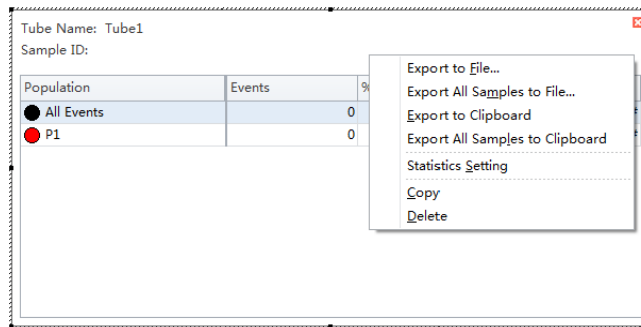 Tube Name: Tube1
Sample ID:
Population Events %
All Events 0
P1 0
Export to File...
Export All Samples to File...
Export to Clipboard
Export All Samples to Clipboard
Statistics Setting
Copy
Delete